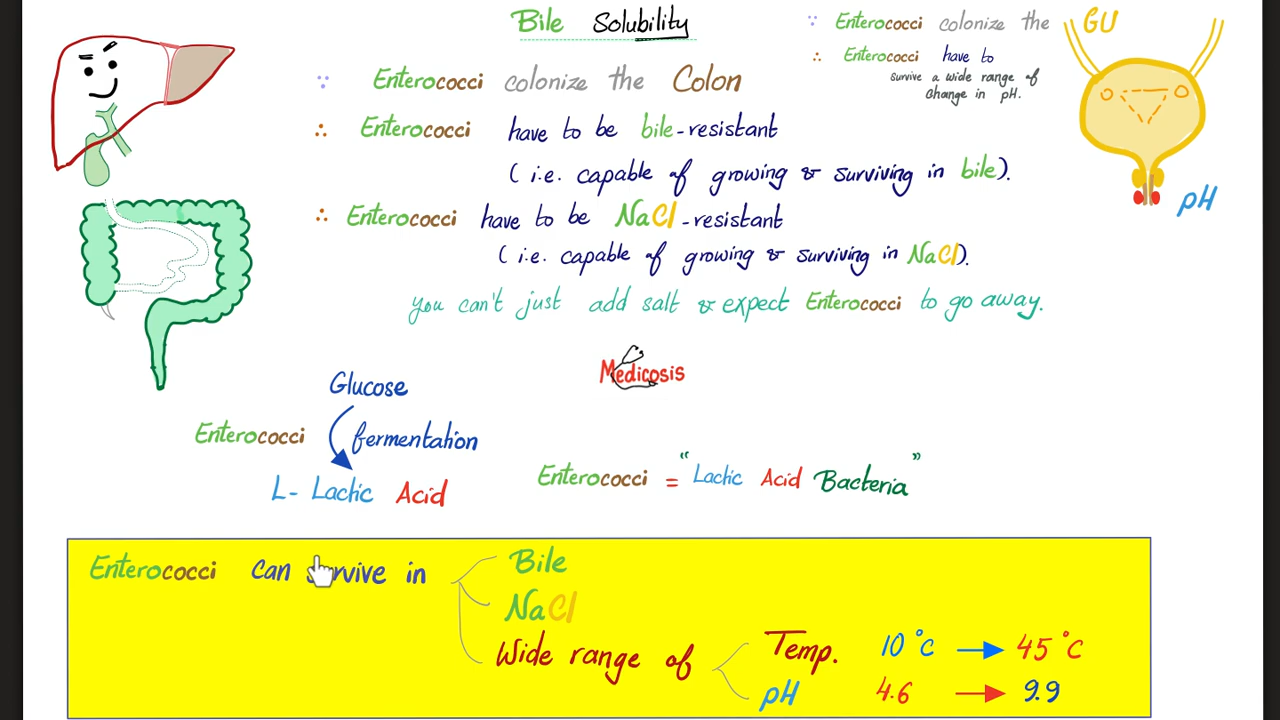 Bile Solubility
∵ Enterococci colonize the Colon
∴ Enterococci have to be bile-resistant
(i.e. capable of growing & surviving in bile).
∴ Enterococci have to be NaCl-resistant
(i.e. capable of growing & surviving in NaCl).
you can't just add salt & expect Enterococci to go away.
∵ Enterococci colonize the GU
∴ Enterococci have to
survive a wide range of
change in pH.
pH
Medicosis
Glucose
Enterococci fermentation
L- Lactic Acid
Enterococci = "Lactic Acid Bacteria"
Enterococci can survive in
Bile
NaCl
Wide range of
Temp. 10°C → 45°C
pH 4.6 → 9.9